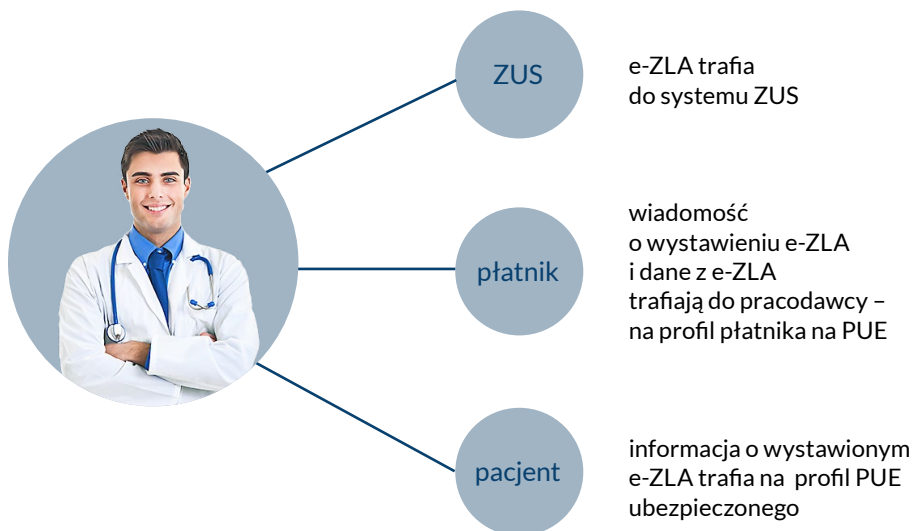 ZUS
e-ZLA trafia
do systemu ZUS
płatnik
wiadomość
o wystawieniu e-ZLA
i dane z e-ZLA
trafiają do pracodawcy –
na profil płatnika na PUE
pacjent
informacja o wystawionym
e-ZLA trafia na profil PUE
ubezpieczonego